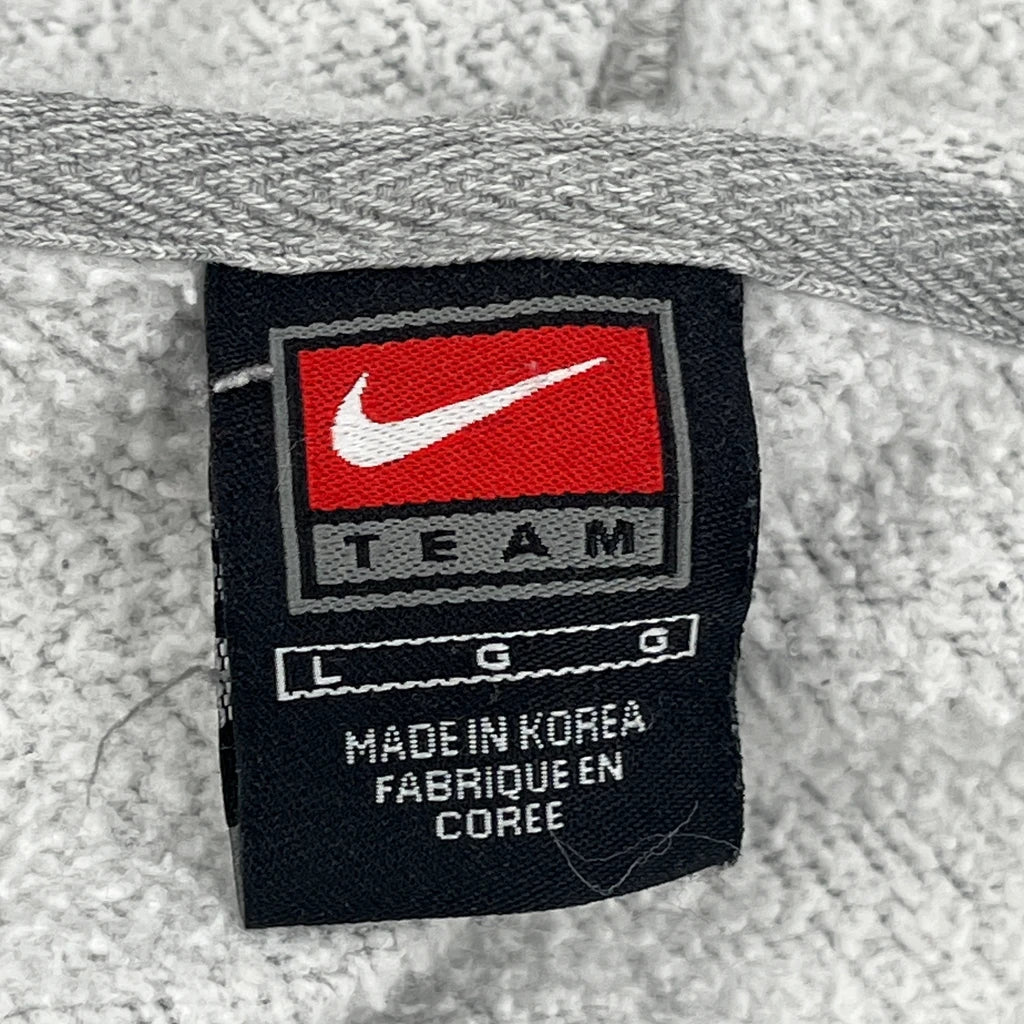 TEAM
L G G
MADE IN KOREA
FABRIQUE EN
COREE